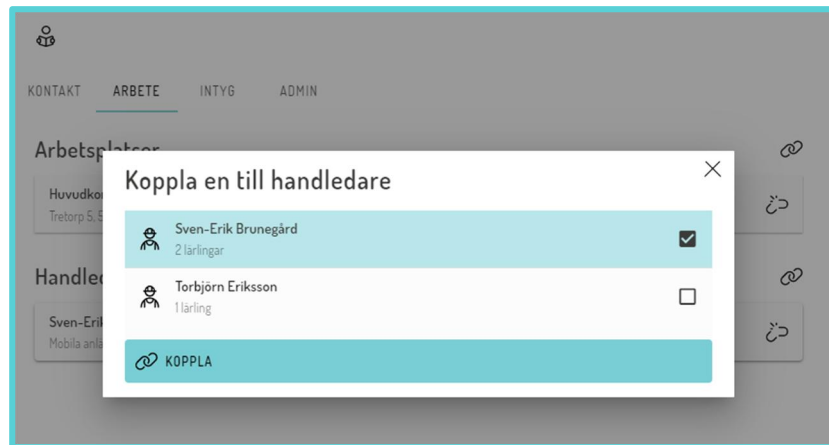 KONTAKT ARBETE INTYG ADMIN
Koppla en till handledare
Tretorp 5,
Sven-Erik Brunegård
2 lärlingar
Torbjörn Eriksson
1 lärling
Mobila
KOPPLA